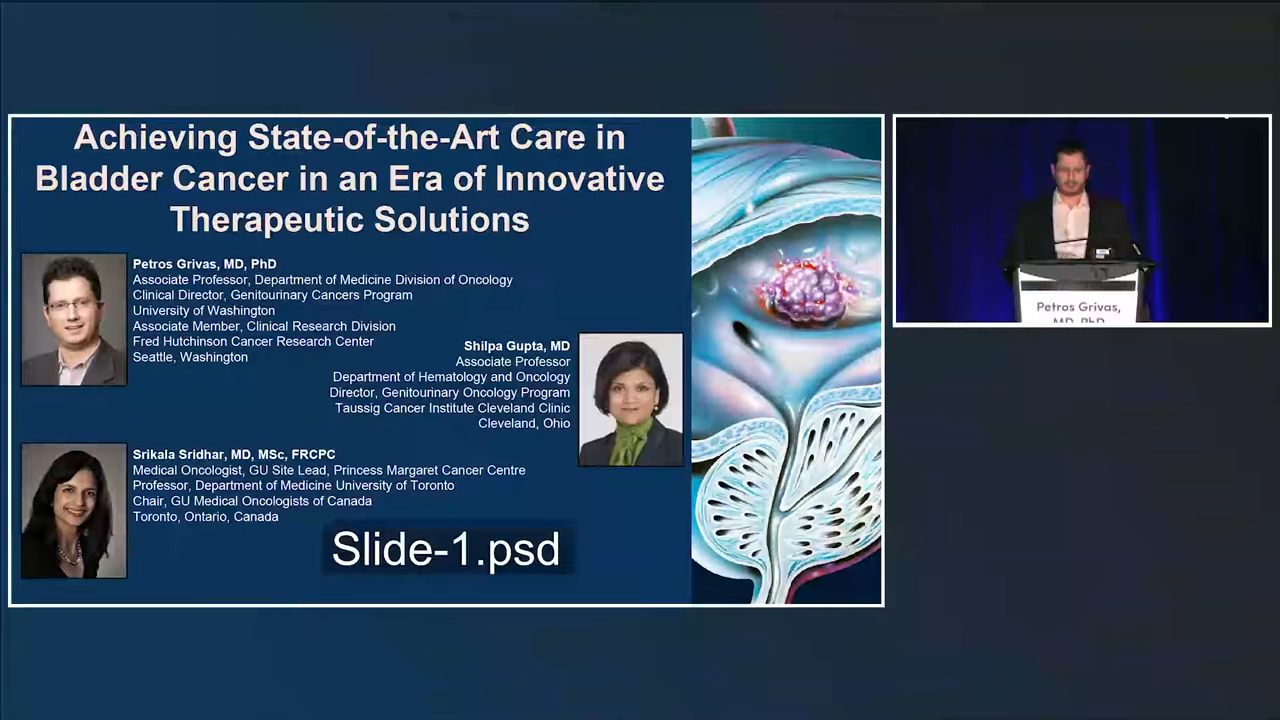 Achieving State-of-the-Art Care in
Bladder Cancer in an Era of Innovative
Therapeutic Solutions
Petros Grivas, MD, PhD
Associate Professor, Department of Medicine Division of Oncology
Clinical Director, Genitourinary Cancers Program
University of Washington
Associate Member, Clinical Research Division
Fred Hutchinson Cancer Research Center
Seattle, Washington
Shilpa Gupta, MD
Associate Professor
Department of Hematology and Oncology
Director, Genitourinary Oncology Program
Taussig Cancer Institute Cleveland Clinic
Cleveland, Ohio
Srikala Sridhar, MD, MSc, FRCPC
Medical Oncologist, GU Site Lead, Princess Margaret Cancer Centre
Professor, Department of Medicine University of Toronto
Chair, GU Medical Oncologists of Canada
Toronto, Ontario, Canada
Slide-1.psd
Petros Grivas,
MD, PhD